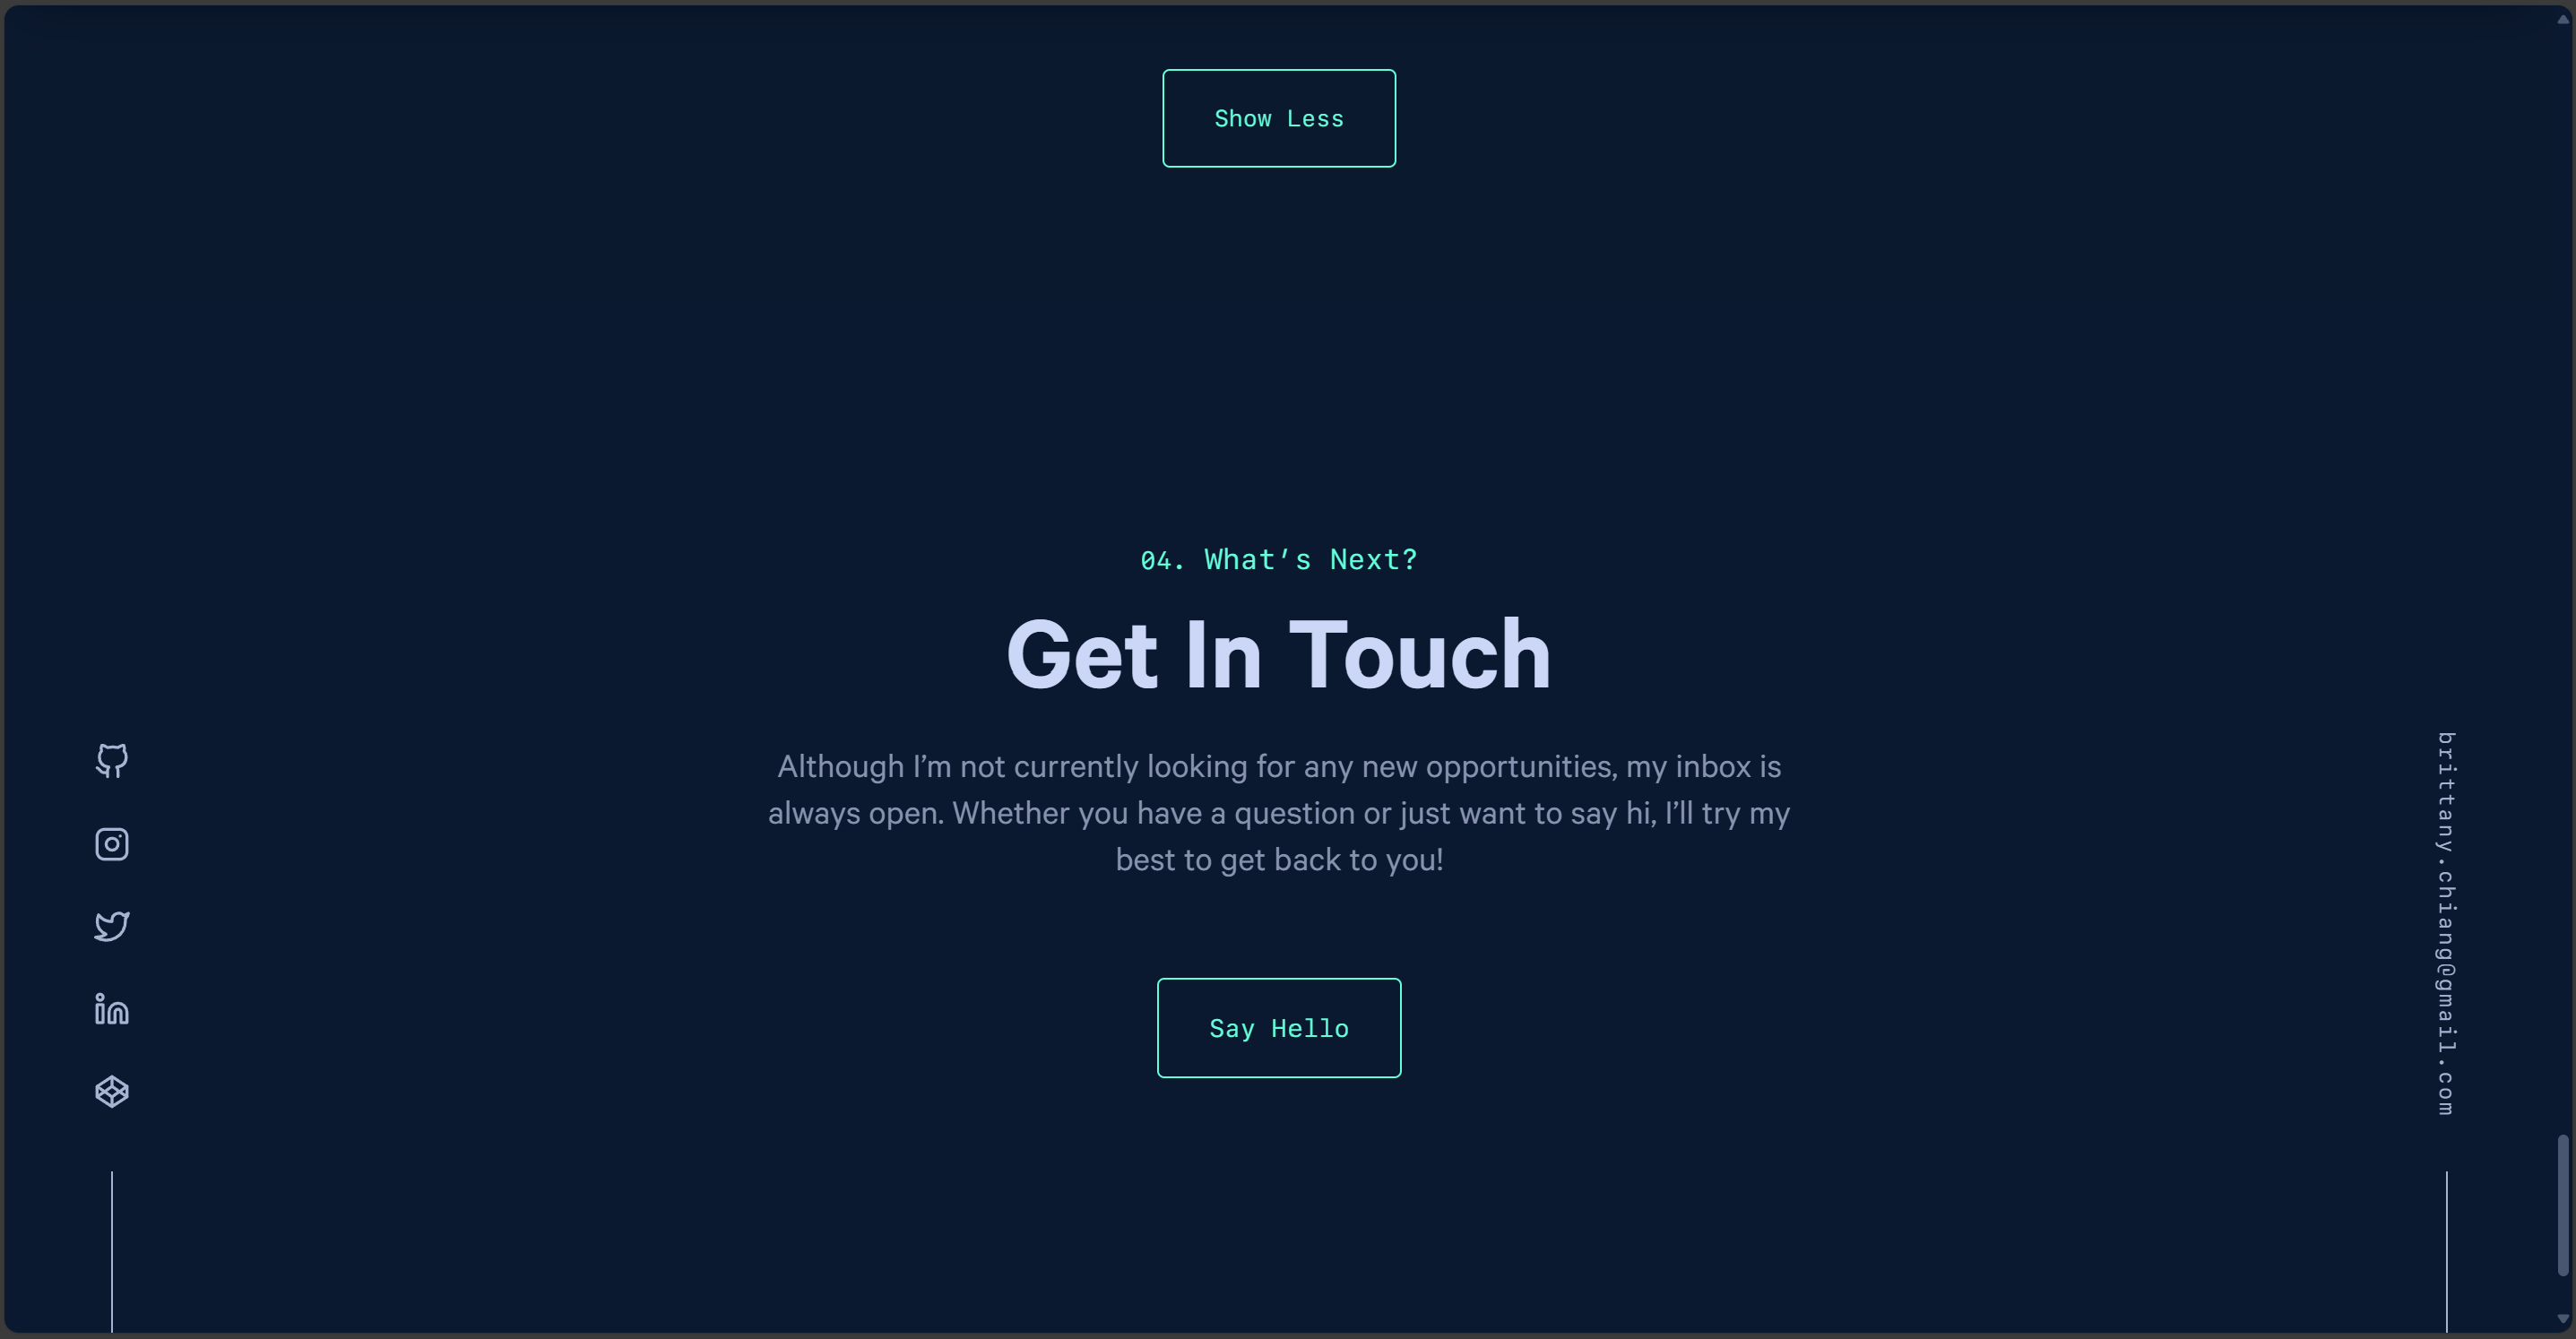 Show Less
04. What’s Next?
Get In Touch
Although I’m not currently looking for any new opportunities, my inbox is
always open. Whether you have a question or just want to say hi, I’ll try my
best to get back to you!
Say Hello
brittany.chiang@gmail.com